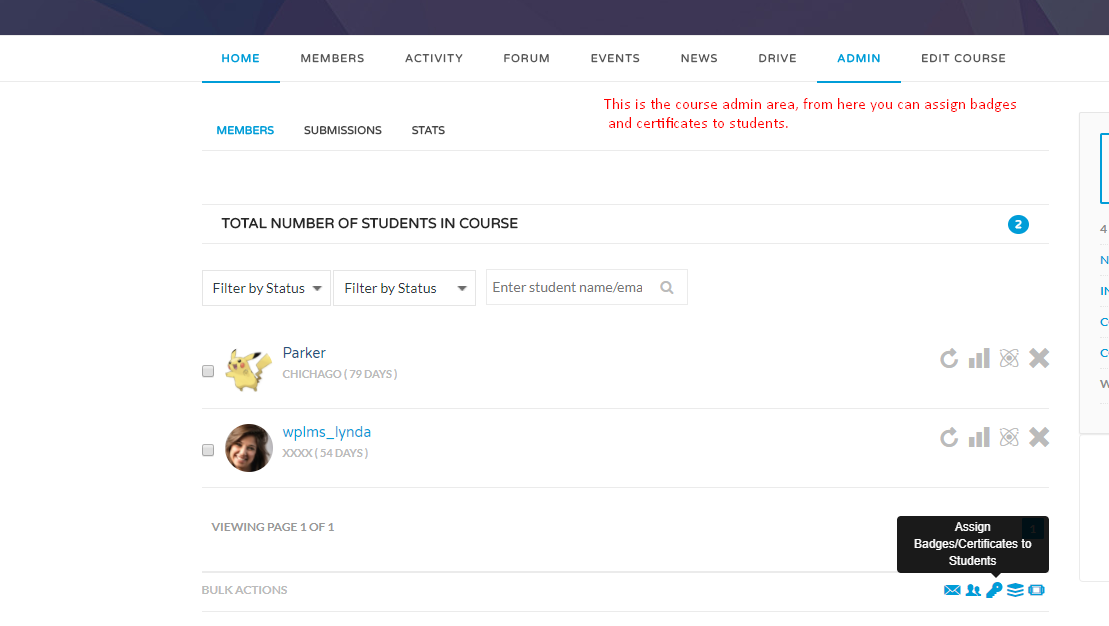 HOME MEMBERS ACTIVITY FORUM EVENTS NEWS DRIVE ADMIN EDIT COURSE
This is the course admin area, from here you can assign badges
and certificates to students.
MEMBERS SUBMISSIONS STATS
TOTAL NUMBER OF STUDENTS IN COURSE 2
Filter by Status Filter by Status Enter student name/ema
Parker
CHICHAGO ( 79 DAYS )
wplms_lynda
XXXX ( 54 DAYS )
VIEWING PAGE 1 OF 1 1
Assign
Badges/Certificates to
Students
BULK ACTIONS
4
N
IN
C
C
W